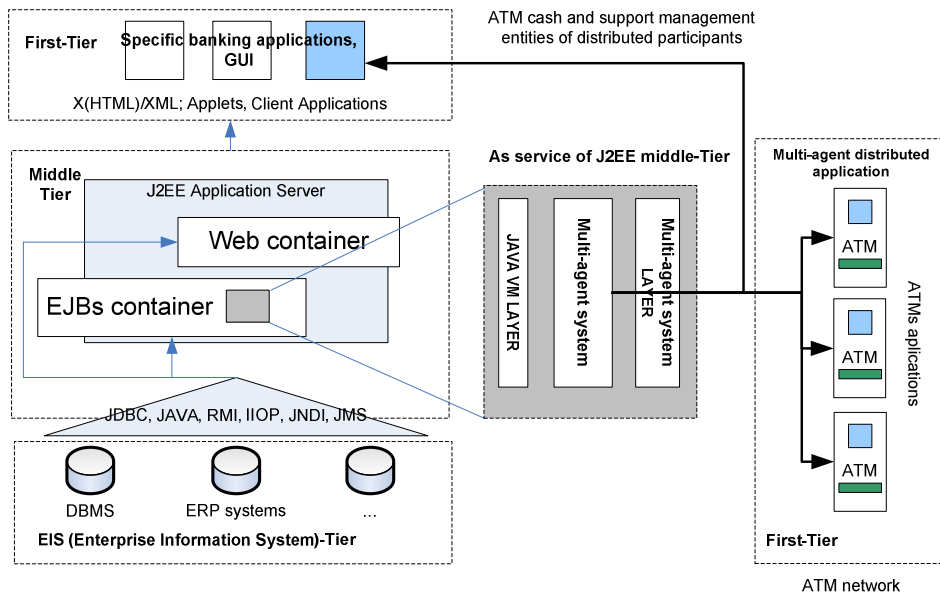 First-Tier
Specific banking applications,
GUI
X(HTML)/XML; Applets, Client Applications
ATM cash and support management
entities of distributed participants
Middle
Tier
J2EE Application Server
Web container
EJBs container
JDBC, JAVA, RMI, IIOP, JNDI, JMS
DBMS
ERP systems
...
EIS (Enterprise Information System)-Tier
As service of J2EE middle-Tier
JAVA VM LAYER
Multi-agent system
Multi-agent system
LAYER
Multi-agent distributed
application
ATM
ATM
ATM
ATMs aplications
First-Tier
ATM network